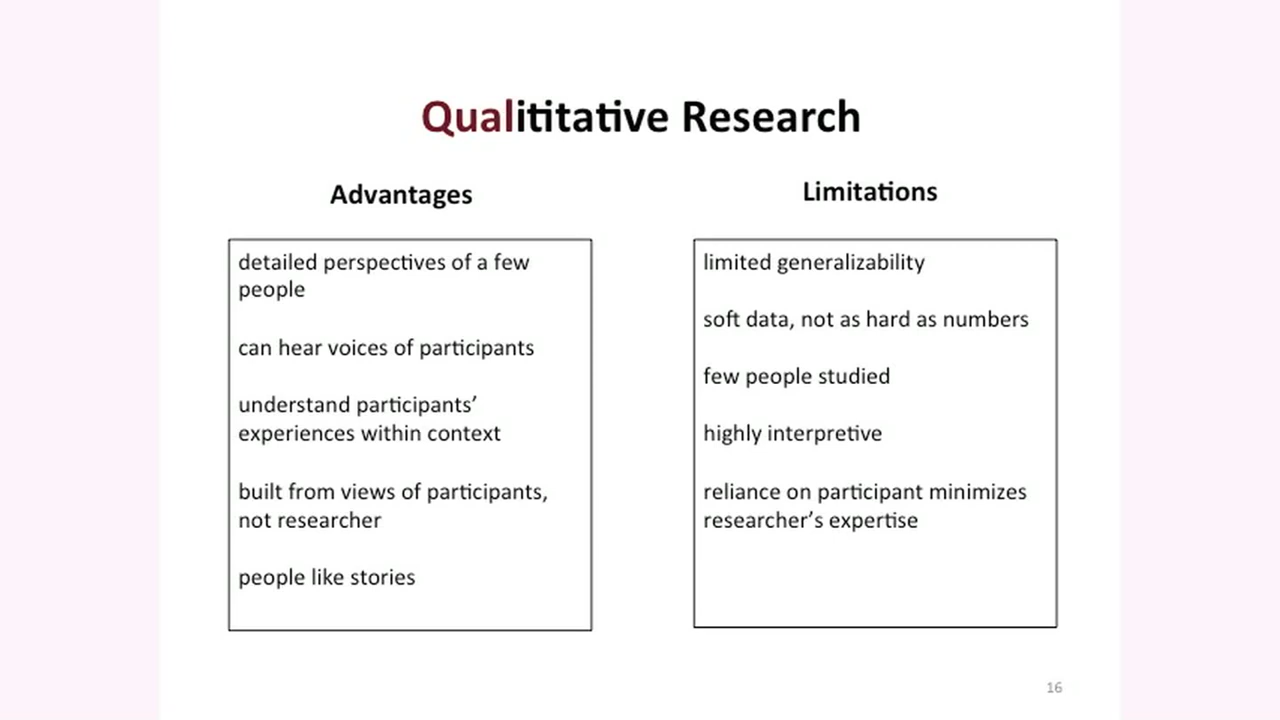 Qualititative Research
Advantages
detailed perspectives of a few
people
can hear voices of participants
understand participants’
experiences within context
built from views of participants,
not researcher
people like stories
Limitations
limited generalizability
soft data, not as hard as numbers
few people studied
highly interpretive
reliance on participant minimizes
researcher’s expertise
16